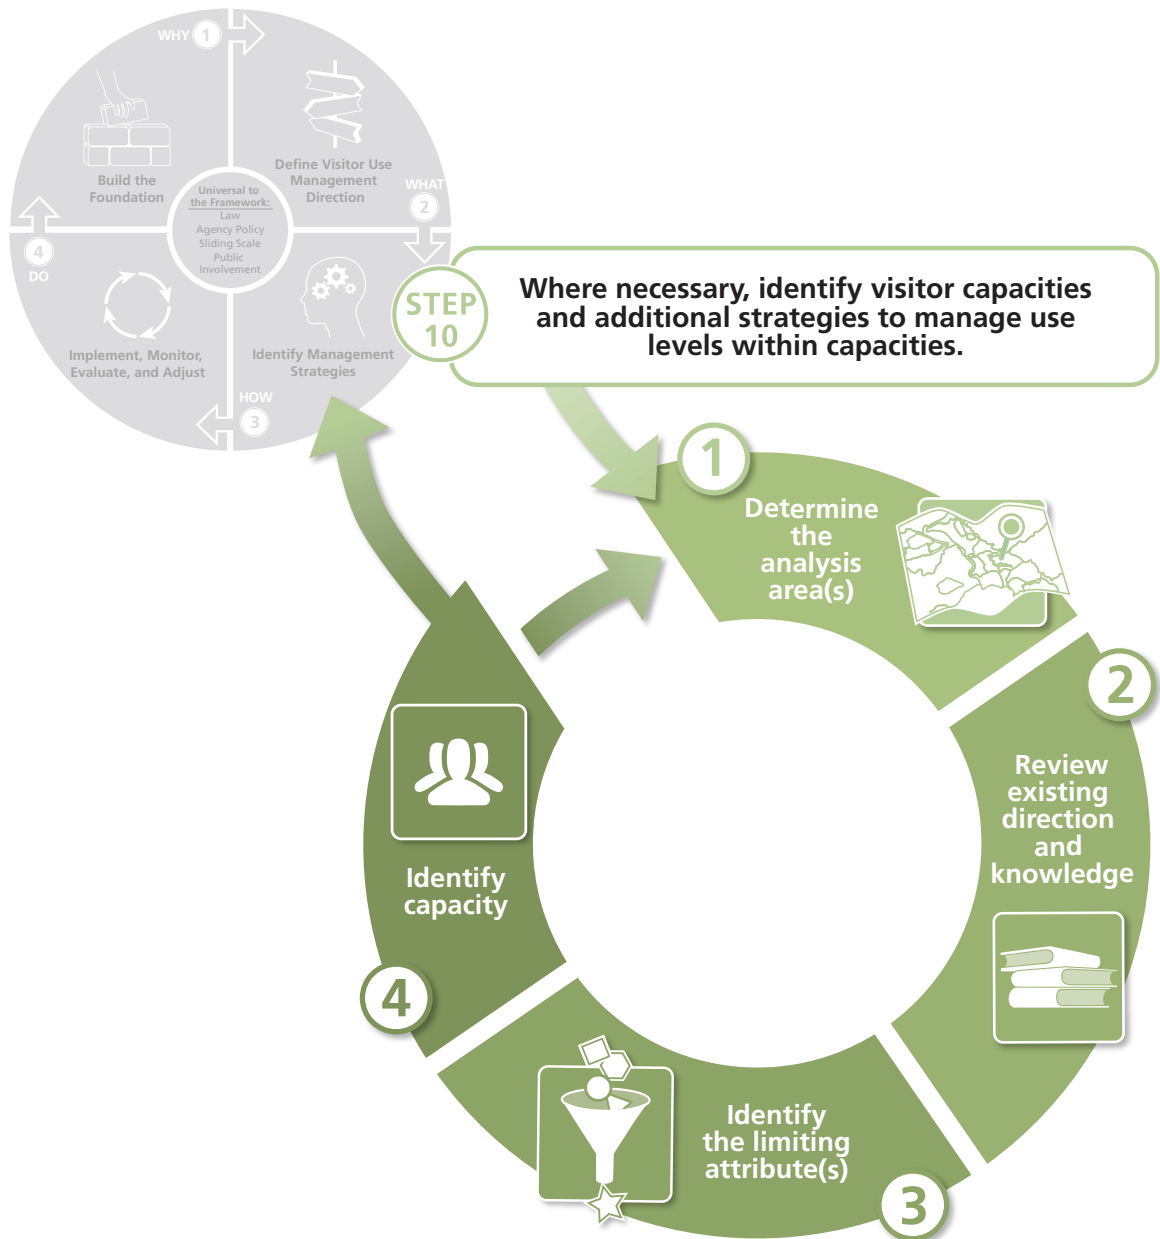 WHY 1
Build the
Foundation
Define Visitor Use
Management
Direction
WHAT
2
Universal to
the Framework:
Law
Agency Policy
Sliding Scale
Public
Involvement
4
DO
Implement, Monitor,
Evaluate, and Adjust
Identify Management
Strategies
HOW
3
STEP
10
Where necessary, identify visitor capacities
and additional strategies to manage use
levels within capacities.
1
Determine
the
analysis
area(s)
2
Review
existing
direction
and
knowledge
3
Identify
the limiting
attribute(s)
4
Identify
capacity